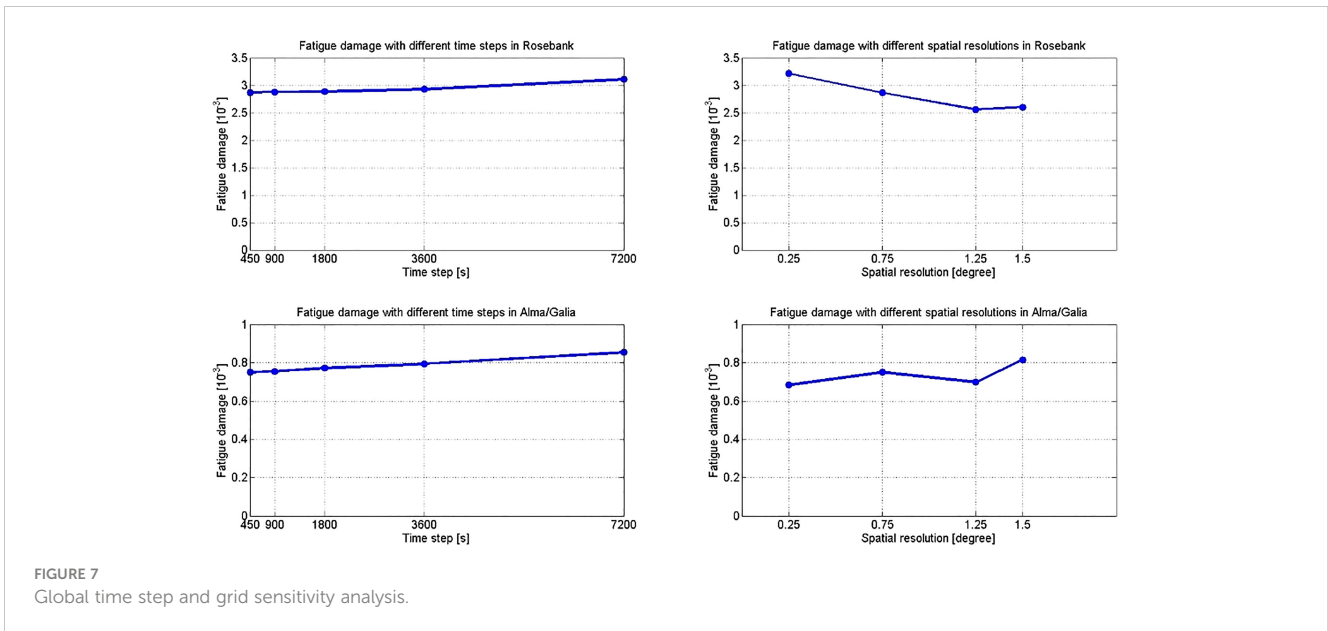 Fatigue damage with different time steps in Rosebank
Fatigue damage [10⁻³]
3.5
3
2.5
2
1.5
1
0.5
0
450 900 1800 3600 7200
Time step [s]
Fatigue damage with different spatial resolutions in Rosebank
Fatigue damage [10⁻³]
3.5
3
2.5
2
1.5
1
0.5
0
0.25 0.75 1.25 1.5
Spatial resolution [degree]
Fatigue damage with different time steps in Alma/Galia
Fatigue damage [10⁻³]
1
0.8
0.6
0.4
0.2
0
450 900 1800 3600 7200
Time step [s]
Fatigue damage with different spatial resolutions in Alma/Galia
Fatigue damage [10⁻³]
1
0.8
0.6
0.4
0.2
0
0.25 0.75 1.25 1.5
Spatial resolution [degree]
FIGURE 7
Global time step and grid sensitivity analysis.